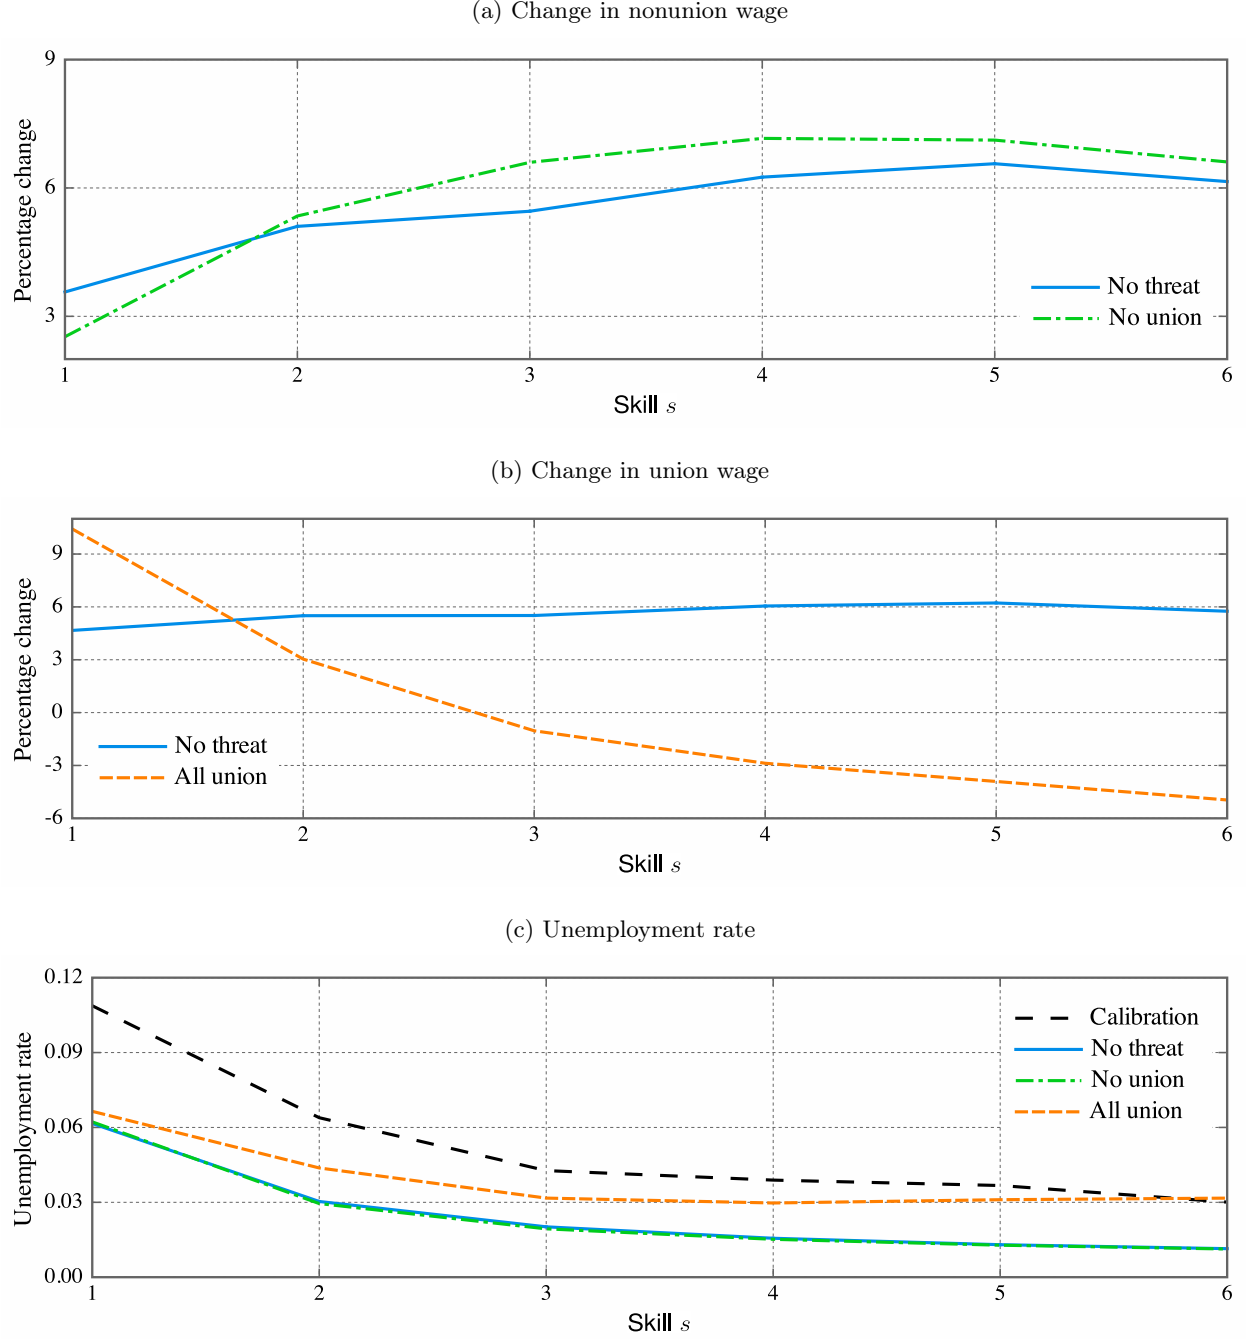 (a) Change in nonunion wage
Percentage change
9
6
3
No threat
No union
1 2 3 4 5 6
Skill s
(b) Change in union wage
Percentage change
9
6
3
0
-3
-6
No threat
All union
1 2 3 4 5 6
Skill s
(c) Unemployment rate
Unemployment rate
0.12
0.09
0.06
0.03
0.00
Calibration
No threat
No union
All union
1 2 3 4 5 6
Skill s